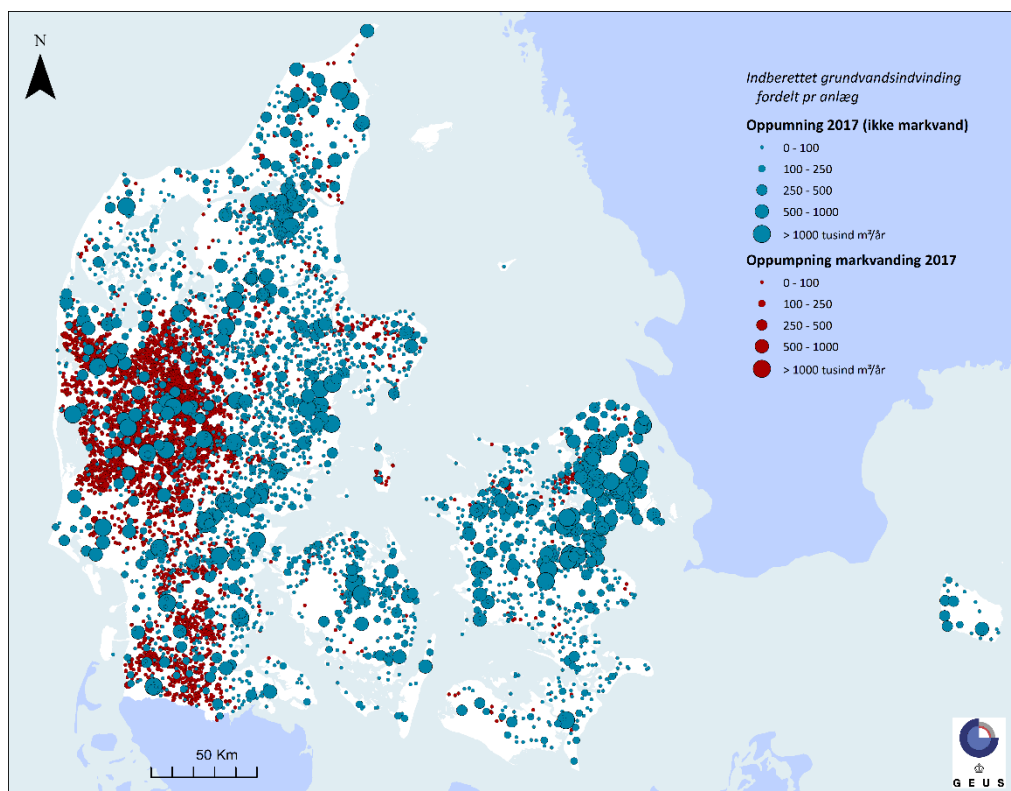 N
Indberettet grundvandsindvinding
fordelt pr anlæg
Oppumning 2017 (ikke markvand)
0 - 100
100 - 250
250 - 500
500 - 1000
> 1000 tusind m³/år
Oppumpning markvanding 2017
0 - 100
100 - 250
250 - 500
500 - 1000
> 1000 tusind m³/år
50 Km
G E U S